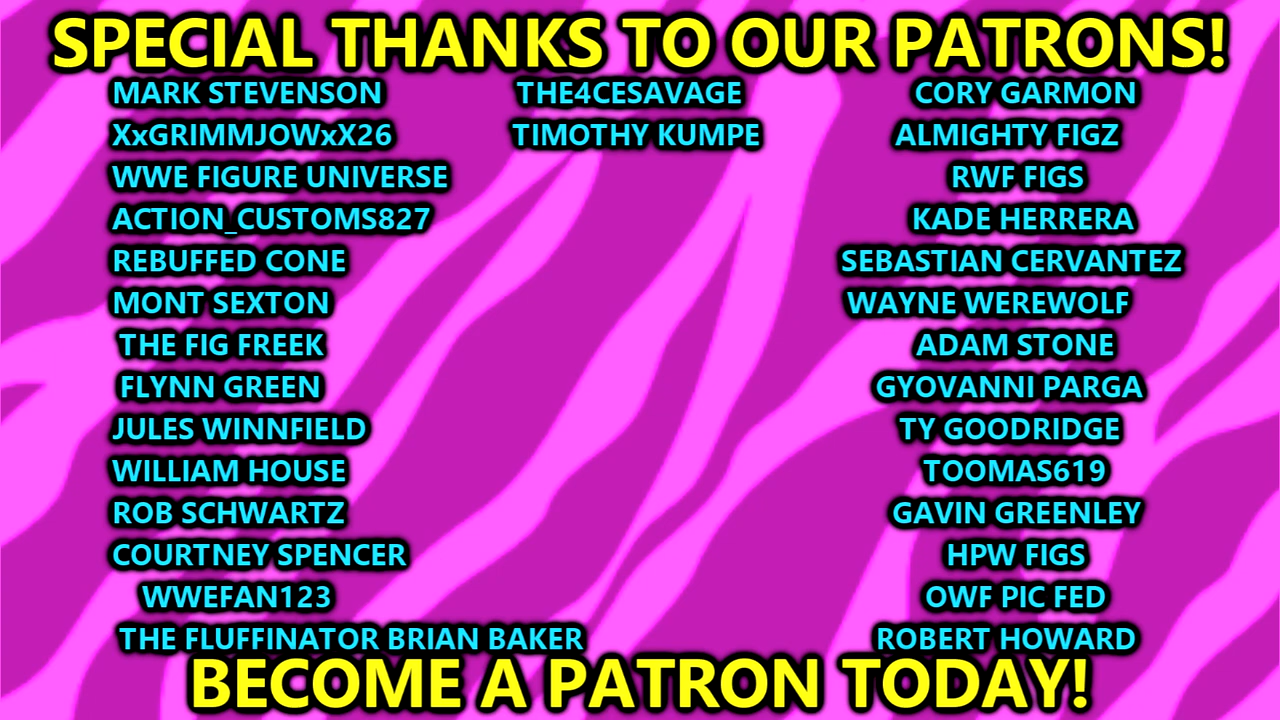 SPECIAL THANKS TO OUR PATRONS!
MARK STEVENSON THE4CESAVAGE CORY GARMON
XxGRIMMJOWxX26 TIMOTHY KUMPE ALMIGHTY FIGZ
WWE FIGURE UNIVERSE RWF FIGS
ACTION_CUSTOMS827 KADE HERRERA
REBUFFED CONE SEBASTIAN CERVANTEZ
MONT SEXTON WAYNE WEREWOLF
THE FIG FREEK ADAM STONE
FLYNN GREEN GYOVANNI PARGA
JULES WINNFIELD TY GOODRIDGE
WILLIAM HOUSE TOOMAS619
ROB SCHWARTZ GAVIN GREENLEY
COURTNEY SPENCER HPW FIGS
WWEFAN123 OWF PIC FED
THE FLUFFINATOR BRIAN BAKER ROBERT HOWARD
BECOME A PATRON TODAY!